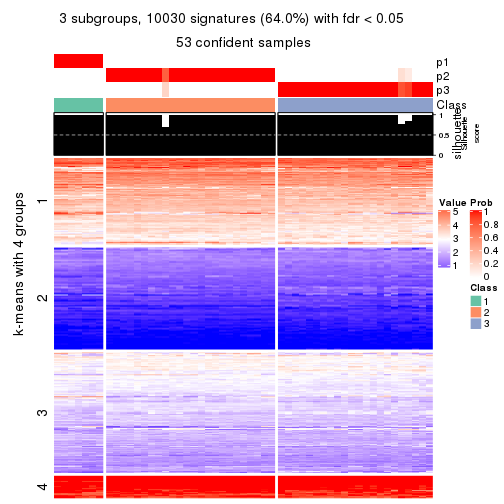 3 subgroups, 10030 signatures (64.0%) with fdr < 0.05
53 confident samples
p1
p2
p3
Class
1
0.5
0
silhouette
Silhouette
score
k-means with 4 groups
1
2
3
4
Value
5
4
3
2
1
Prob
1
0.8
0.6
0.4
0.2
0
Class
1
2
3